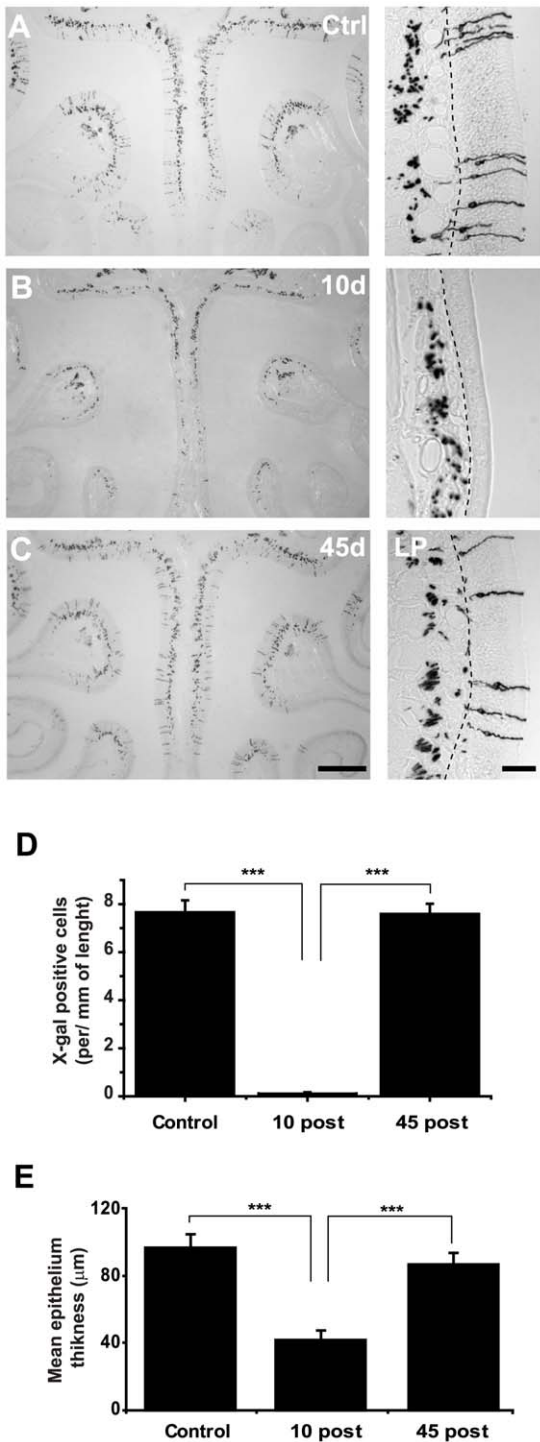 A Ctrl
B 10d
C 45d LP
D
X-gal positive cells
(per/ mm of lenght)
8
6
4
2
0
*** ***
Control 10 post 45 post
E
Mean epithelium
thikness (μm)
120
80
40
0
*** ***
Control 10 post 45 post